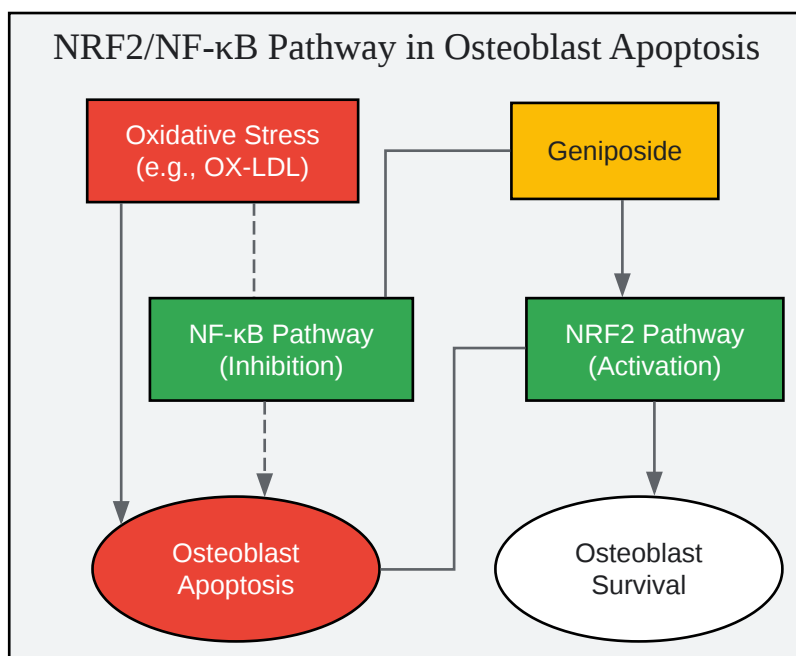 NRF2/NF-κB Pathway in Osteoblast Apoptosis
Oxidative Stress
(e.g., OX-LDL)
Geniposide
NF-κB Pathway
(Inhibition)
NRF2 Pathway
(Activation)
Osteoblast
Apoptosis
Osteoblast
Survival